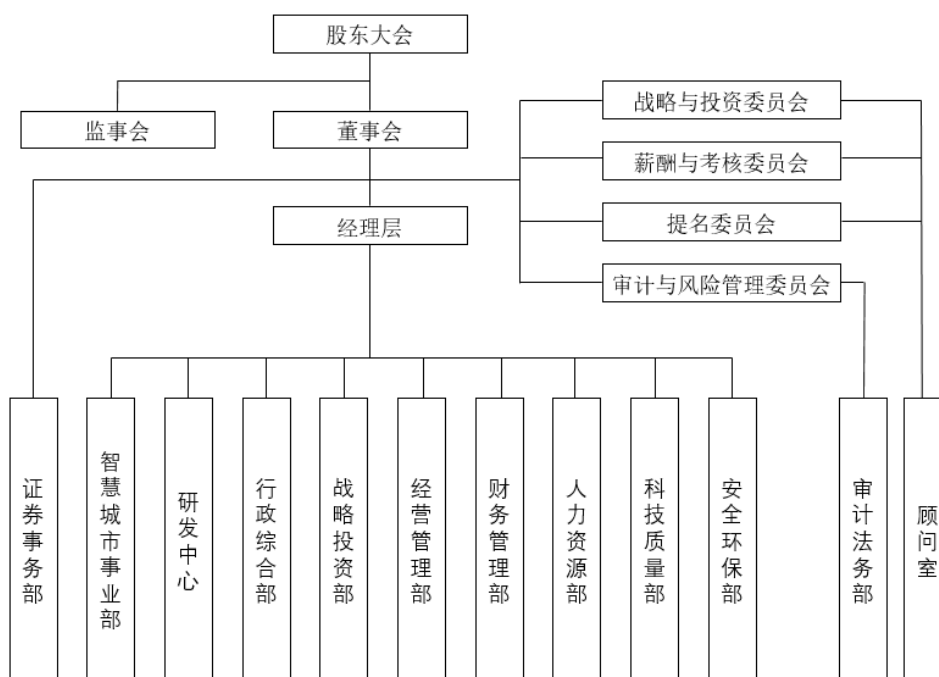 股东大会
战略与投资委员会
监事会
董事会
薪酬与考核委员会
经理层
提名委员会
审计与风险管理委员会
证券事务部
智慧城市事业部
研发中心
行政综合部
战略投资部
经营管理部
财务管理部
人力资源部
科技质量部
安全环保部
审计法务部
顾问室